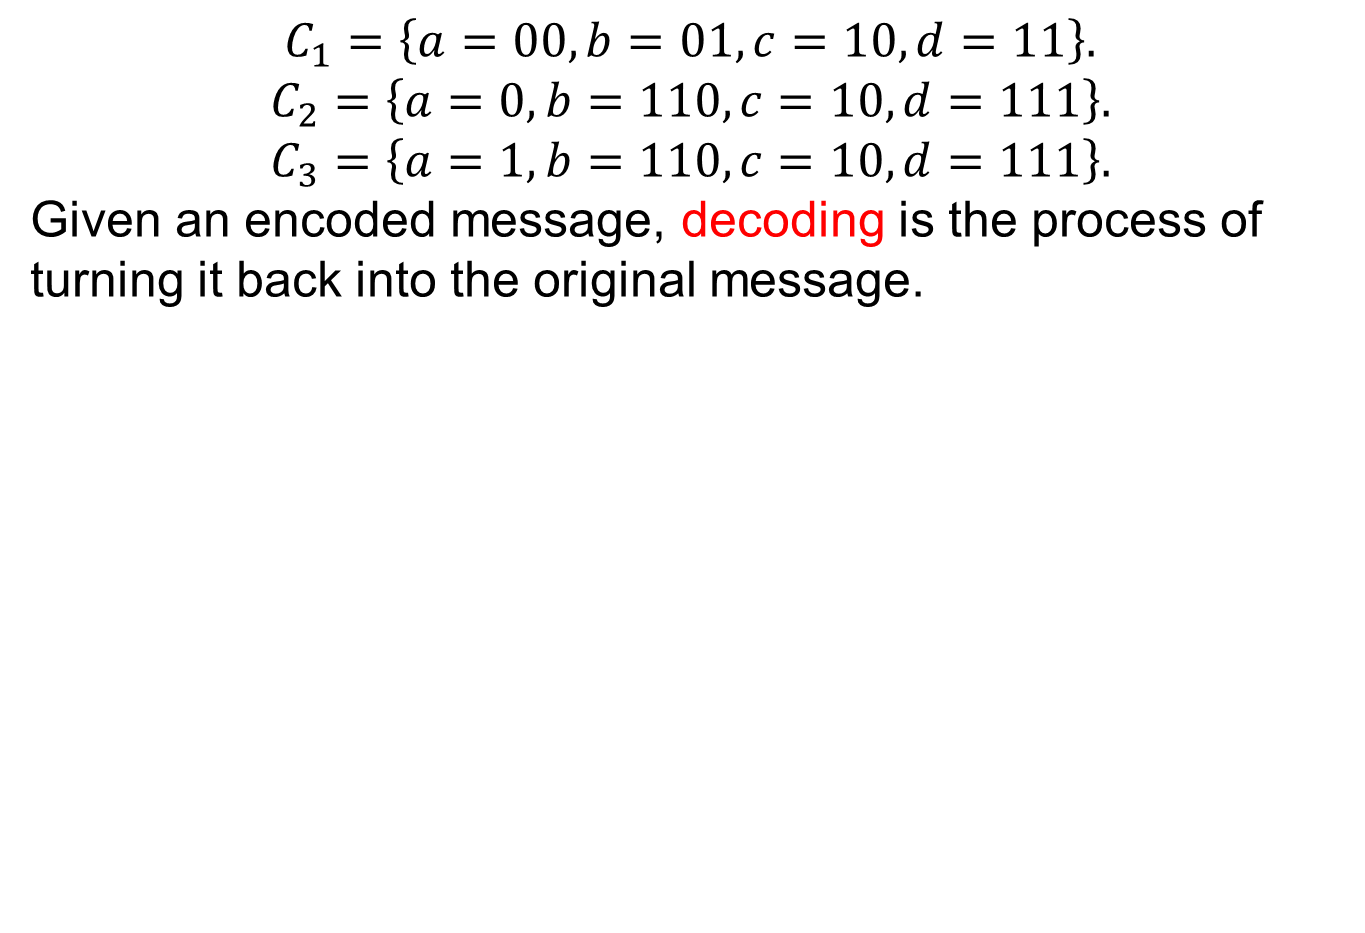 C₁ = {a = 00, b = 01, c = 10, d = 11}.
C₂ = {a = 0, b = 110, c = 10, d = 111}.
C₃ = {a = 1, b = 110, c = 10, d = 111}.
Given an encoded message, decoding is the process of
turning it back into the original message.